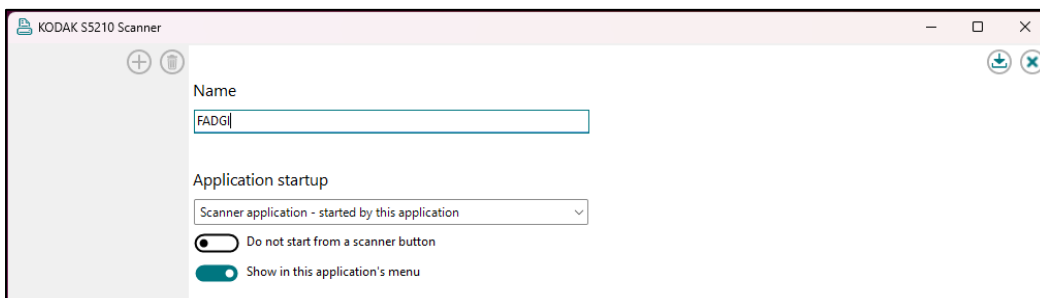 KODAK S5210 Scanner
Name
FADGI
Application startup
Scanner application - started by this application
Do not start from a scanner button
Show in this application's menu